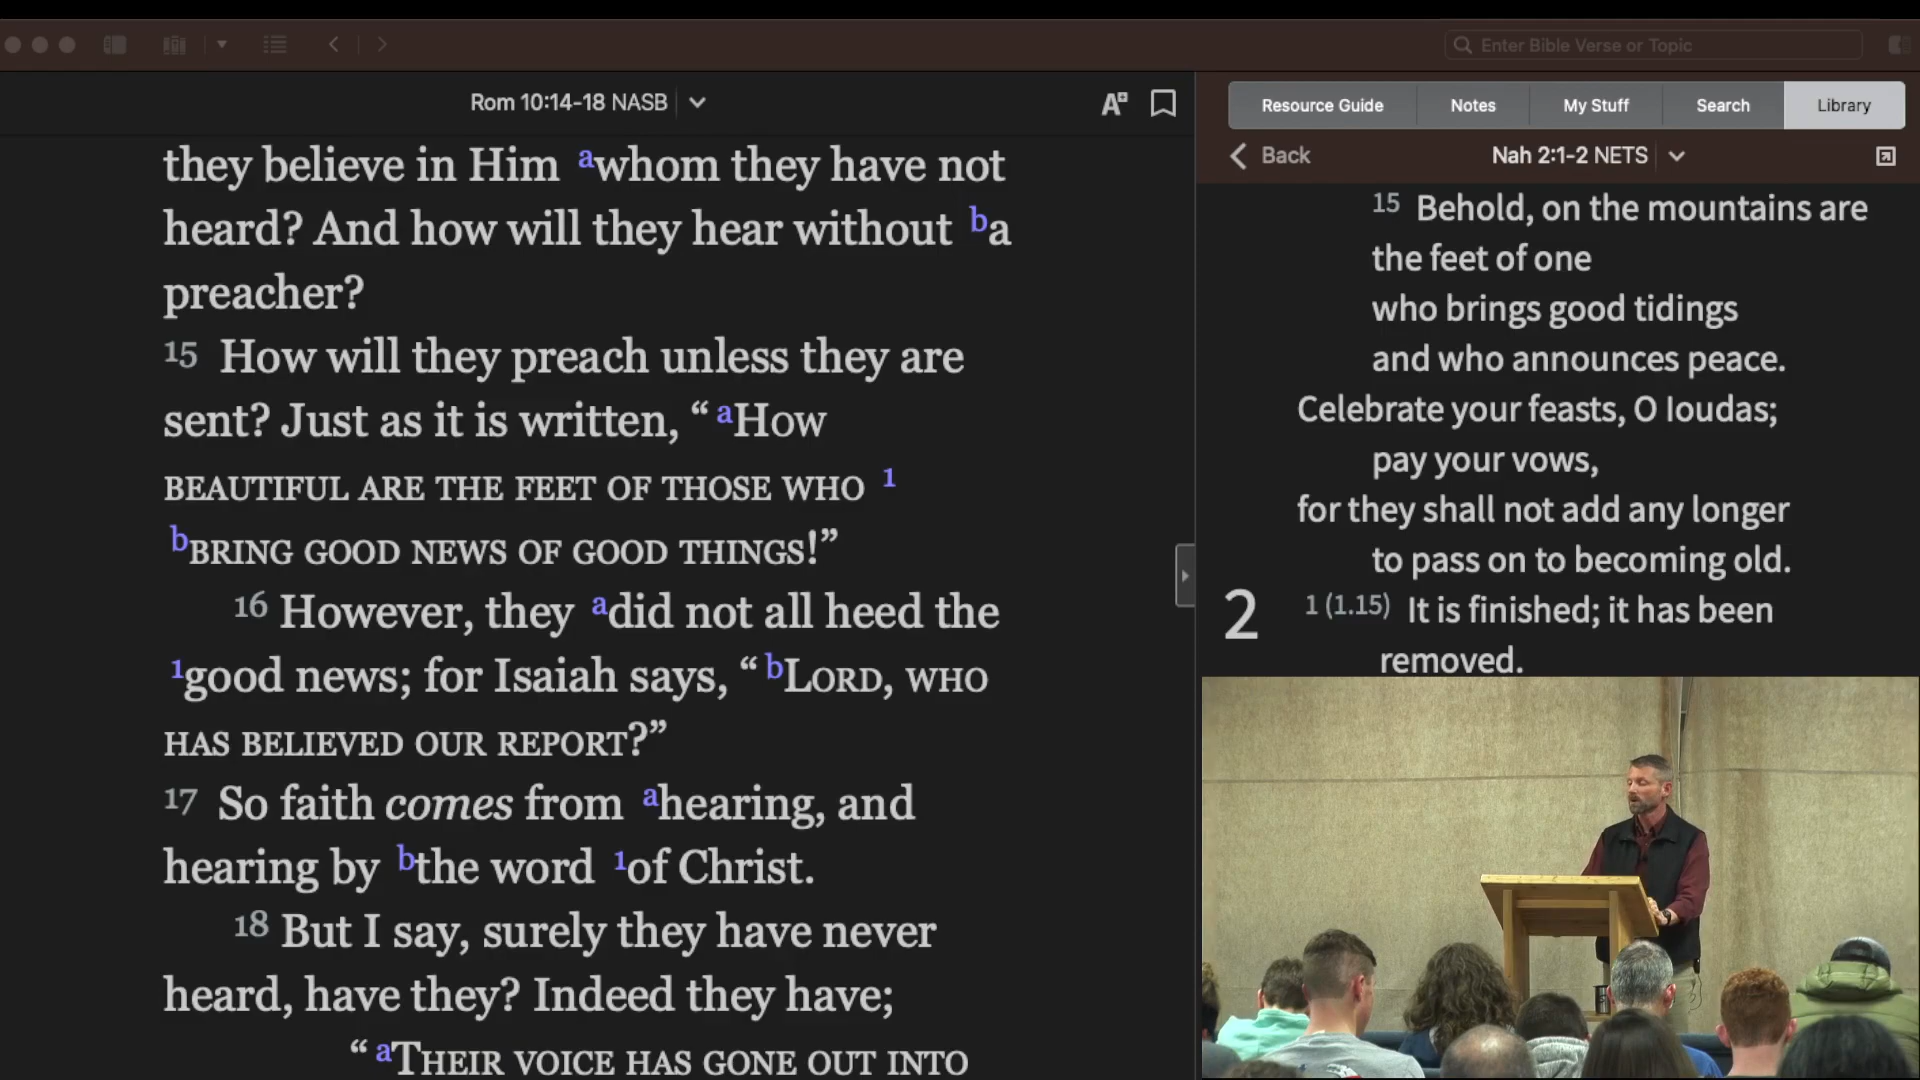 Enter Bible Verse or Topic
Rom 10:14-18 NASB
they believe in Him ᵃwhom they have not
heard? And how will they hear without ᵇa
preacher?
15 How will they preach unless they are
sent? Just as it is written, “ᵃHOW
BEAUTIFUL ARE THE FEET OF THOSE WHO 1
ᵇBRING GOOD NEWS OF GOOD THINGS!”
16 However, they ᵃdid not all heed the
¹good news; for Isaiah says, “ᵇLORD, WHO
HAS BELIEVED OUR REPORT?”
17 So faith comes from ᵃhearing, and
hearing by ᵇthe word ¹of Christ.
18 But I say, surely they have never
heard, have they? Indeed they have;
“ᵃTHEIR VOICE HAS GONE OUT INTO
Resource Guide Notes My Stuff Search Library
Back Nah 2:1-2 NETS
15 Behold, on the mountains are
the feet of one
who brings good tidings
and who announces peace.
Celebrate your feasts, O Ioudas;
pay your vows,
for they shall not add any longer
to pass on to becoming old.
2 1 (1.15) It is finished; it has been
removed.